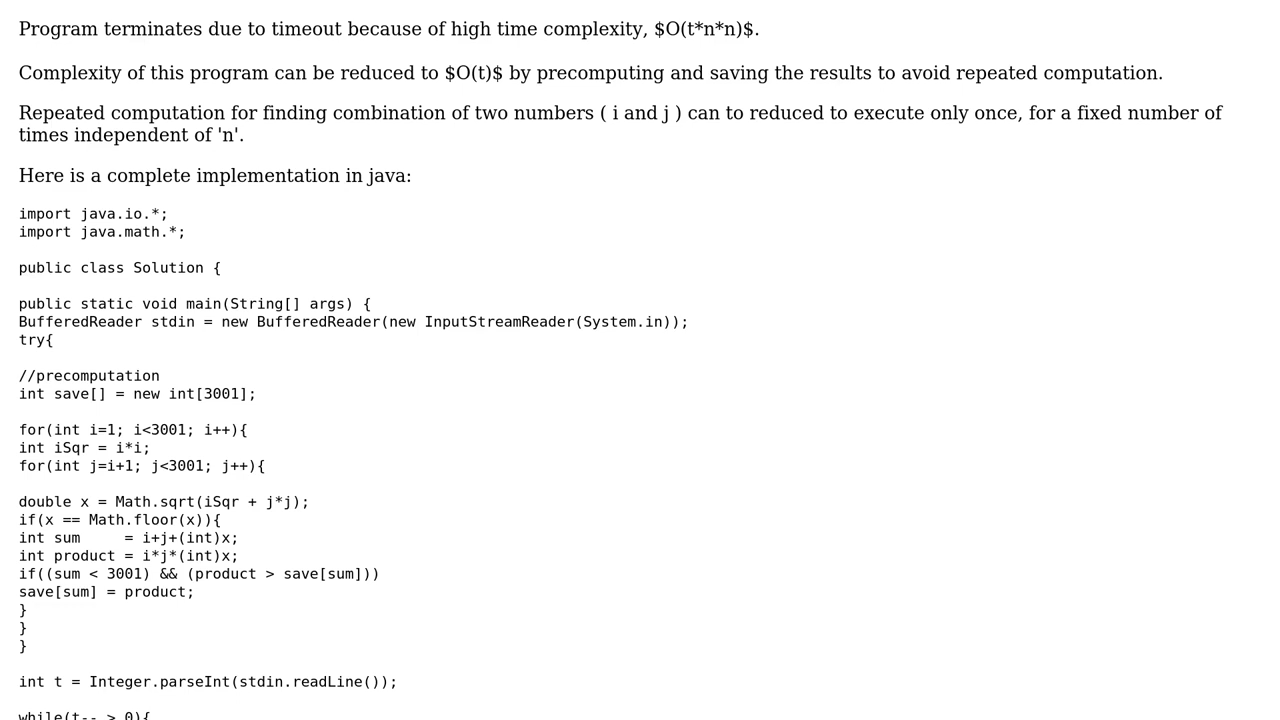 Program terminates due to timeout because of high time complexity, $O(t*n*n)$.
Complexity of this program can be reduced to $O(t)$ by precomputing and saving the results to avoid repeated computation.
Repeated computation for finding combination of two numbers ( i and j ) can to reduced to execute only once, for a fixed number of
times independent of 'n'.
Here is a complete implementation in java:
import java.io.*;
import java.math.*;
public class Solution {
public static void main(String[] args) {
BufferedReader stdin = new BufferedReader(new InputStreamReader(System.in));
try{
//precomputation
int save[] = new int[3001];
for(int i=1; i<3001; i++){
int iSqr = i*i;
for(int j=i+1; j<3001; j++){
double x = Math.sqrt(iSqr + j*j);
if(x == Math.floor(x)){
int sum     = i+j+(int)x;
int product = i*j*(int)x;
if((sum < 3001) && (product > save[sum]))
save[sum] = product;
}
}
}
int t = Integer.parseInt(stdin.readLine());
while(t-- > 0){